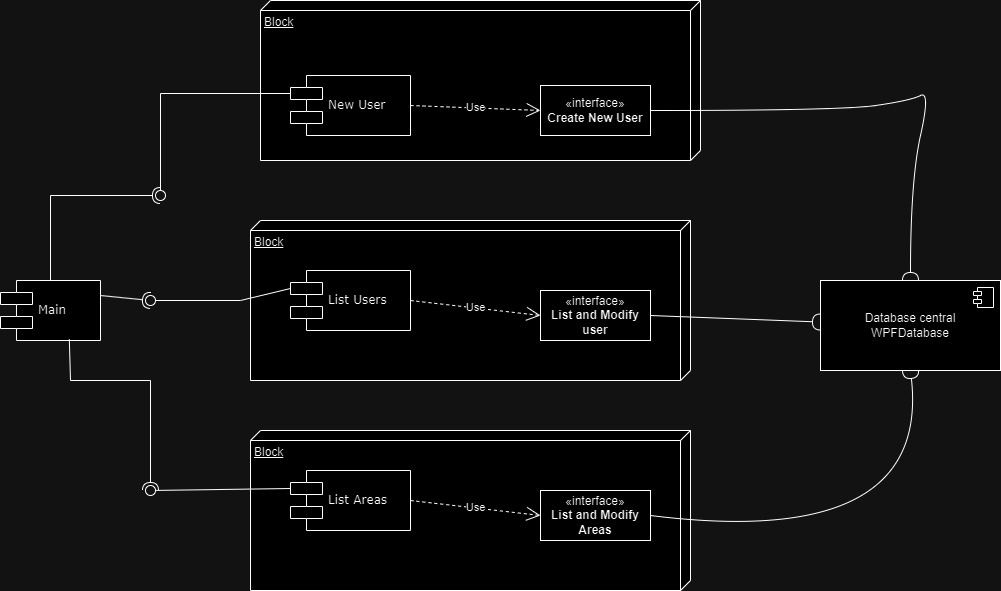 Block
New User
Use
«interface»
Create New User
Block
List Users
Use
«interface»
List and Modify
user
Main
Database central
WPFDatabase
Block
List Areas
Use
«interface»
List and Modify
Areas